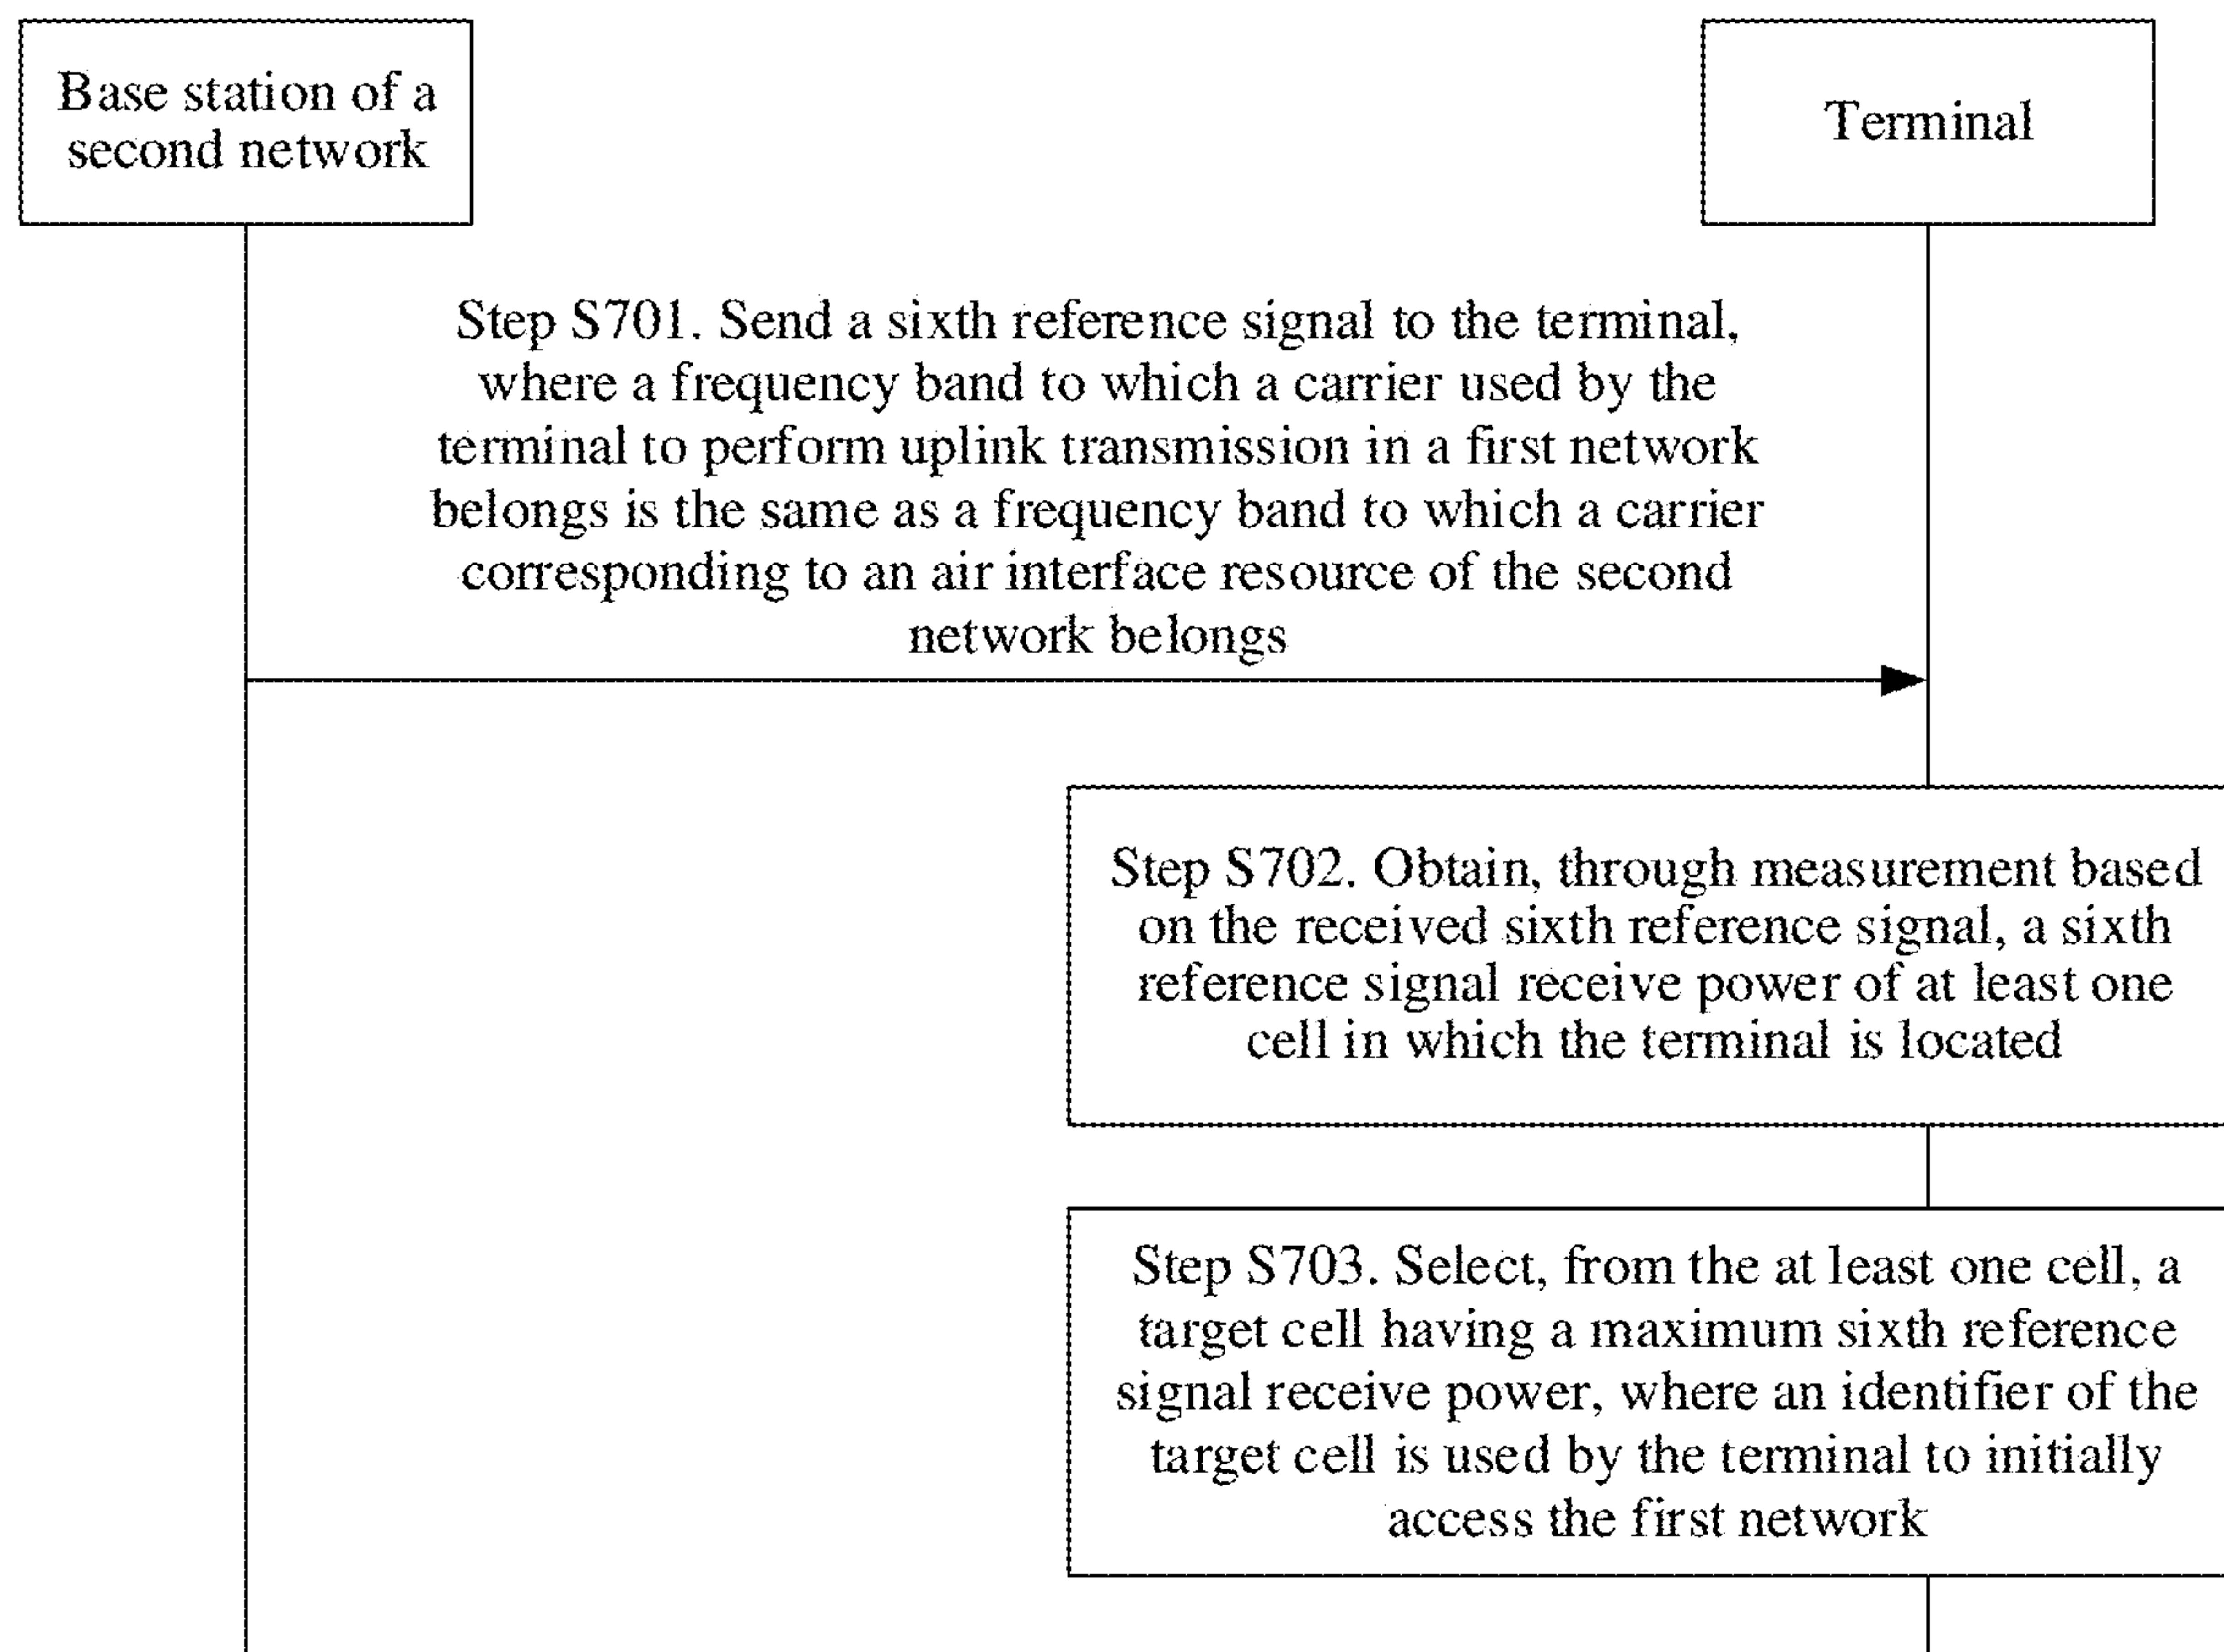 Base station of a
second network
Terminal
Step S701. Send a sixth reference signal to the terminal,
where a frequency band to which a carrier used by the
terminal to perform uplink transmission in a first network
belongs is the same as a frequency band to which a carrier
corresponding to an air interface resource of the second
network belongs
Step S702. Obtain, through measurement based
on the received sixth reference signal, a sixth
reference signal receive power of at least one
cell in which the terminal is located
Step S703. Select, from the at least one cell, a
target cell having a maximum sixth reference
signal receive power, where an identifier of the
target cell is used by the terminal to initially
access the first network